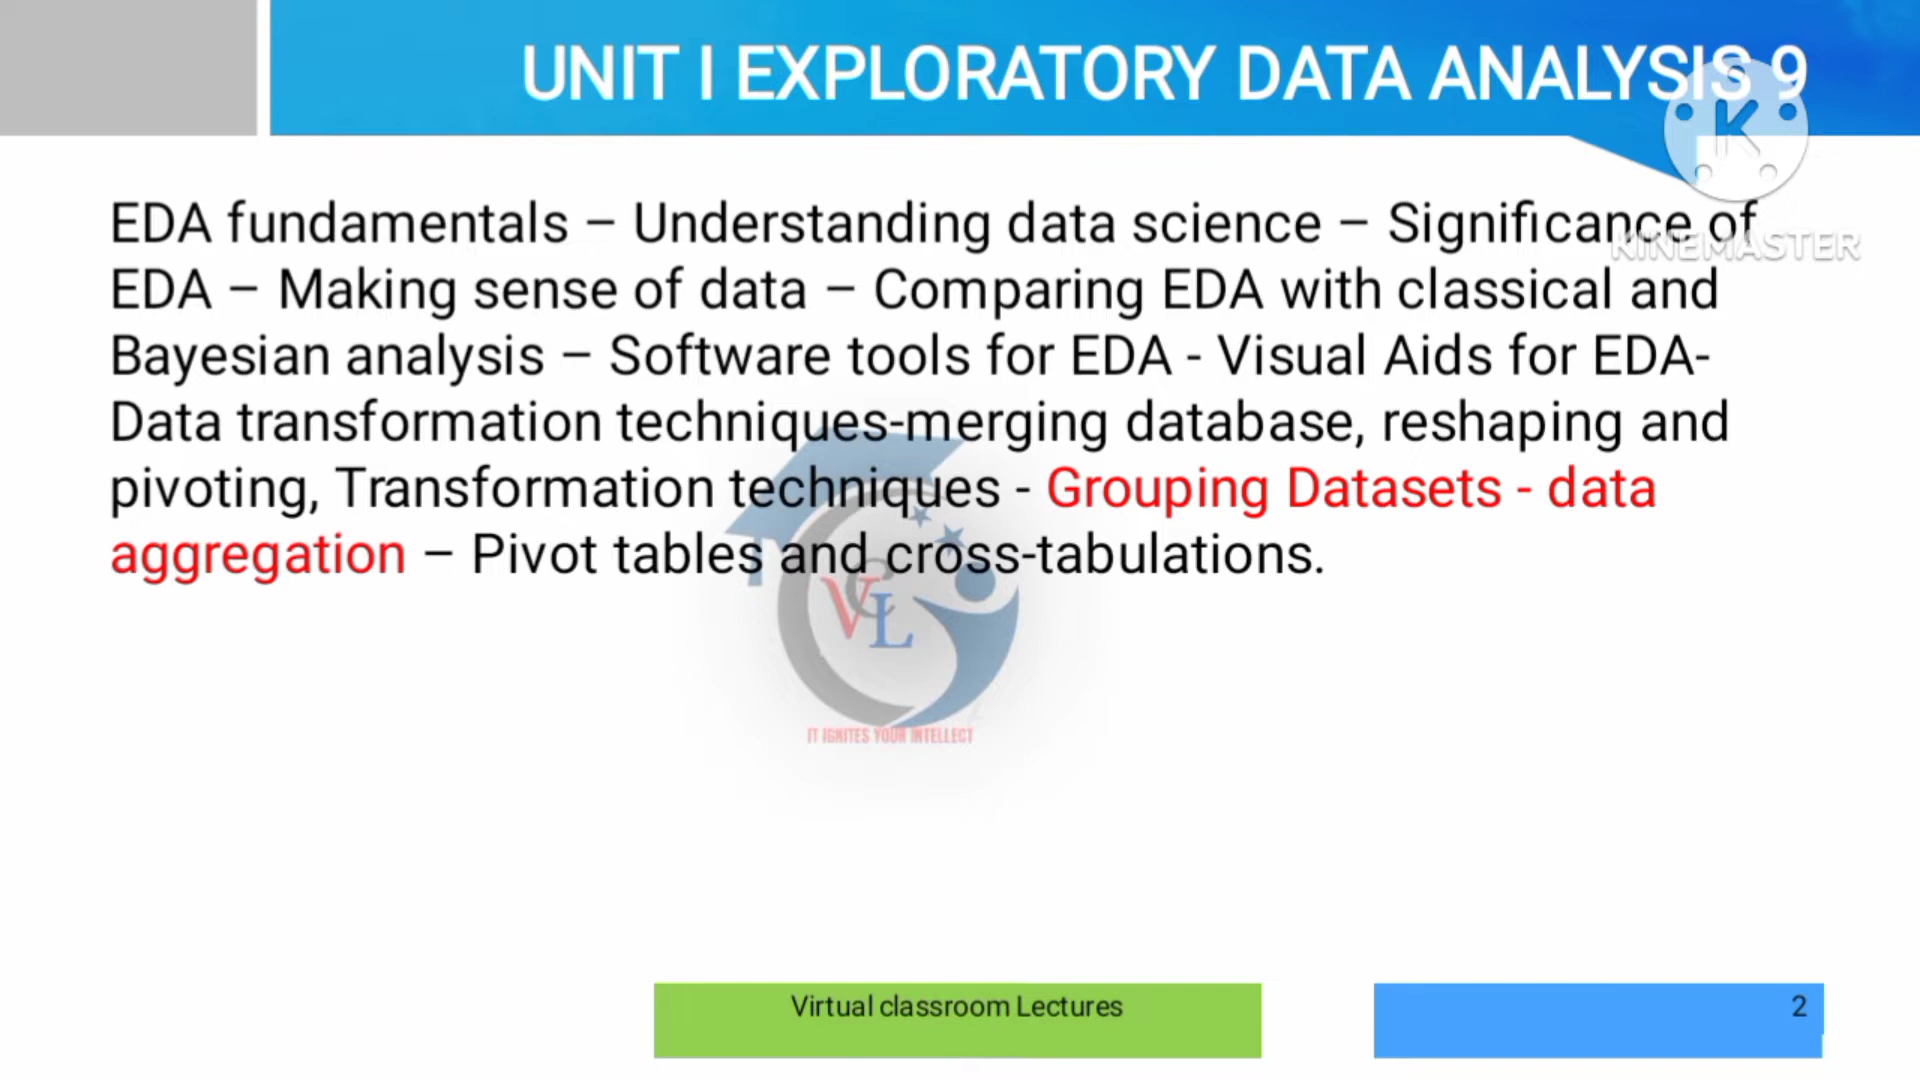 UNIT I EXPLORATORY DATA ANALYSIS 9
K
KINEMASTER
EDA fundamentals – Understanding data science – Significance of
EDA – Making sense of data – Comparing EDA with classical and
Bayesian analysis – Software tools for EDA - Visual Aids for EDA-
Data transformation techniques-merging database, reshaping and
pivoting, Transformation techniques - Grouping Datasets - data
aggregation – Pivot tables and cross-tabulations.
VCL
IT IGNITES YOUR INTELLECT
Virtual classroom Lectures
2